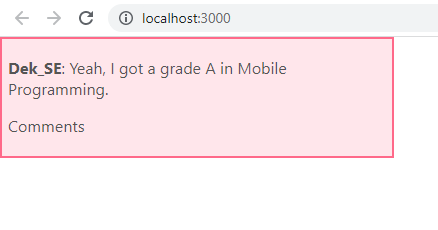 localhost:3000
Dek_SE: Yeah, I got a grade A in Mobile
Programming.
Comments